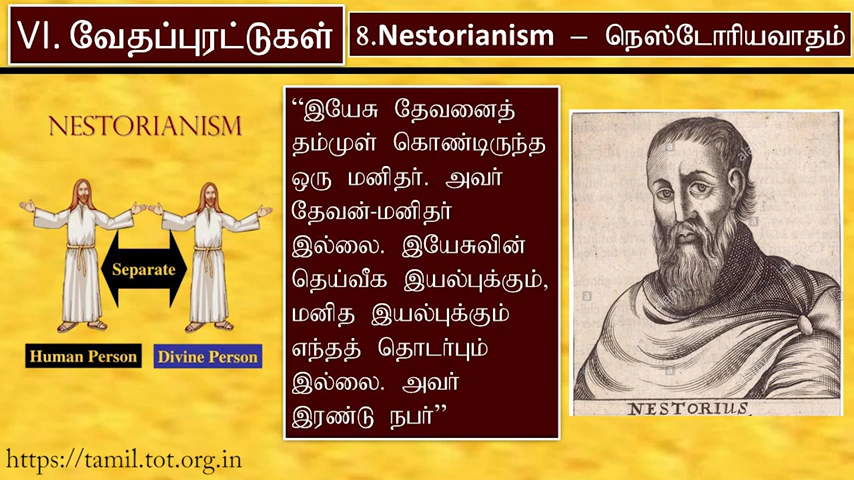 VI. வேதப்புரட்டுகள்
8.Nestorianism – நெஸ்டோரியவாதம்
NESTORIANISM
Separate
Human Person
Divine Person
“இயேசு தேவனைத்
தம்முள் கொண்டிருந்த
ஒரு மனிதர். அவர்
தேவன்-மனிதர்
இல்லை. இயேசுவின்
தெய்வீக இயல்புக்கும்,
மனித இயல்புக்கும்
எந்தத் தொடர்பும்
இல்லை. அவர்
இரண்டு நபர்”
NESTORIUS
https://tamil.tot.org.in